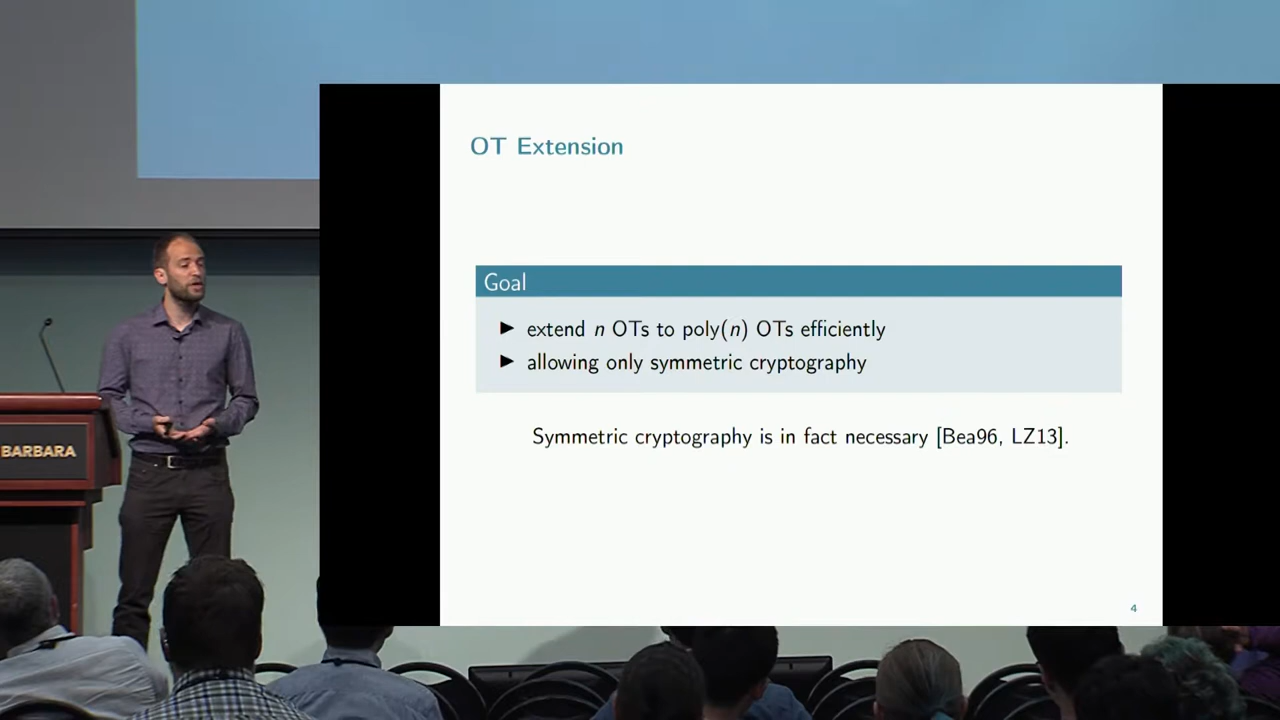 OT Extension
Goal
▶ extend n OTs to poly(n) OTs efficiently
▶ allowing only symmetric cryptography
Symmetric cryptography is in fact necessary [Bea96, LZ13].
4
BARBARA